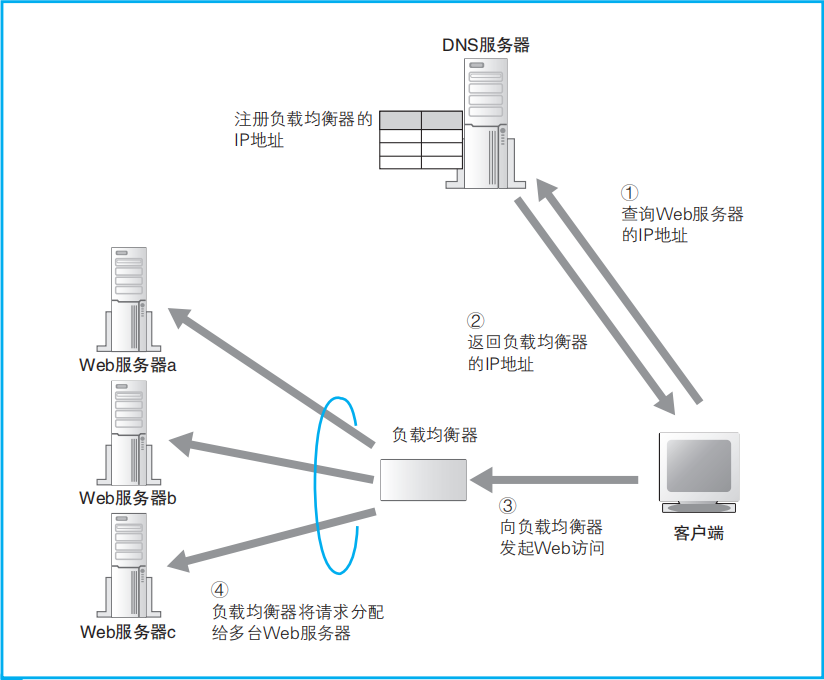 DNS服务器
注册负载均衡器的
IP地址
①
查询Web服务器
的IP地址
②
返回负载均衡器
的IP地址
Web服务器a
负载均衡器
Web服务器b
③
向负载均衡器
发起Web访问
客户端
④
负载均衡器将请求分配
给多台Web服务器
Web服务器c